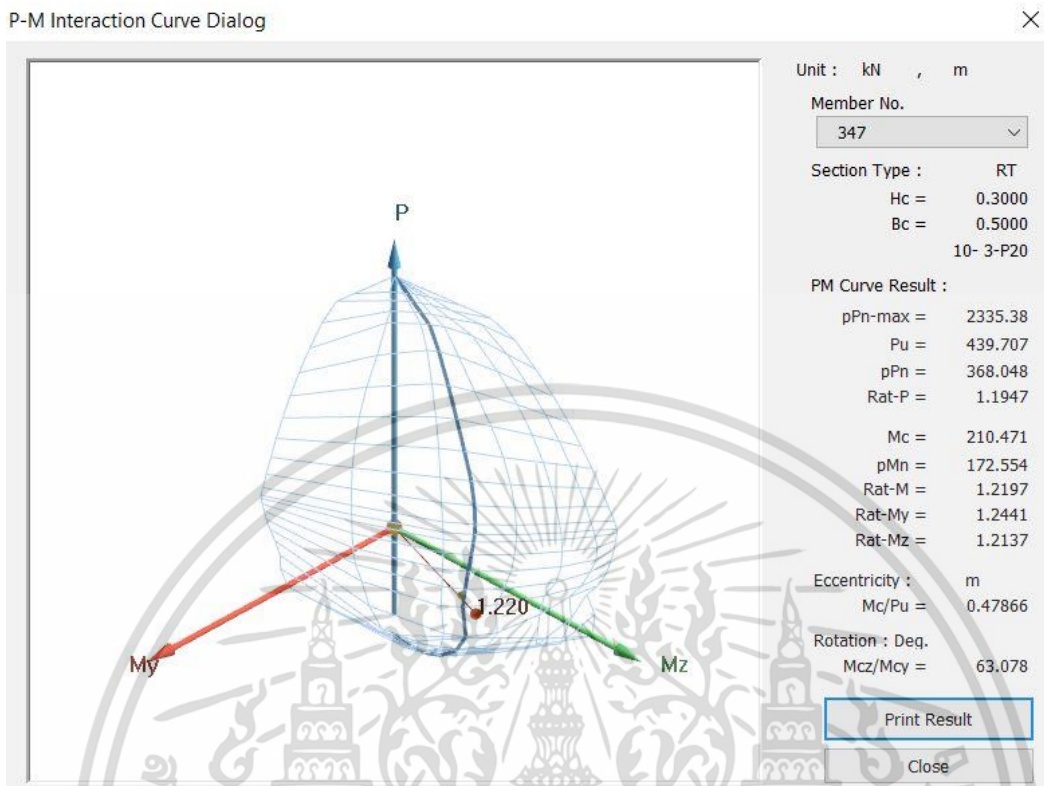 P-M Interaction Curve Dialog
Unit : kN , m
Member No.
347
Section Type : RT
Hc = 0.3000
Bc = 0.5000
10- 3-P20
PM Curve Result :
pPn-max = 2335.38
Pu = 439.707
pPn = 368.048
Rat-P = 1.1947
Mc = 210.471
pMn = 172.554
Rat-M = 1.2197
Rat-My = 1.2441
Rat-Mz = 1.2137
Eccentricity : m
Mc/Pu = 0.47866
Rotation : Deg.
Mcz/Mcy = 63.078
Print Result
Close
P
1.220
My
Mz